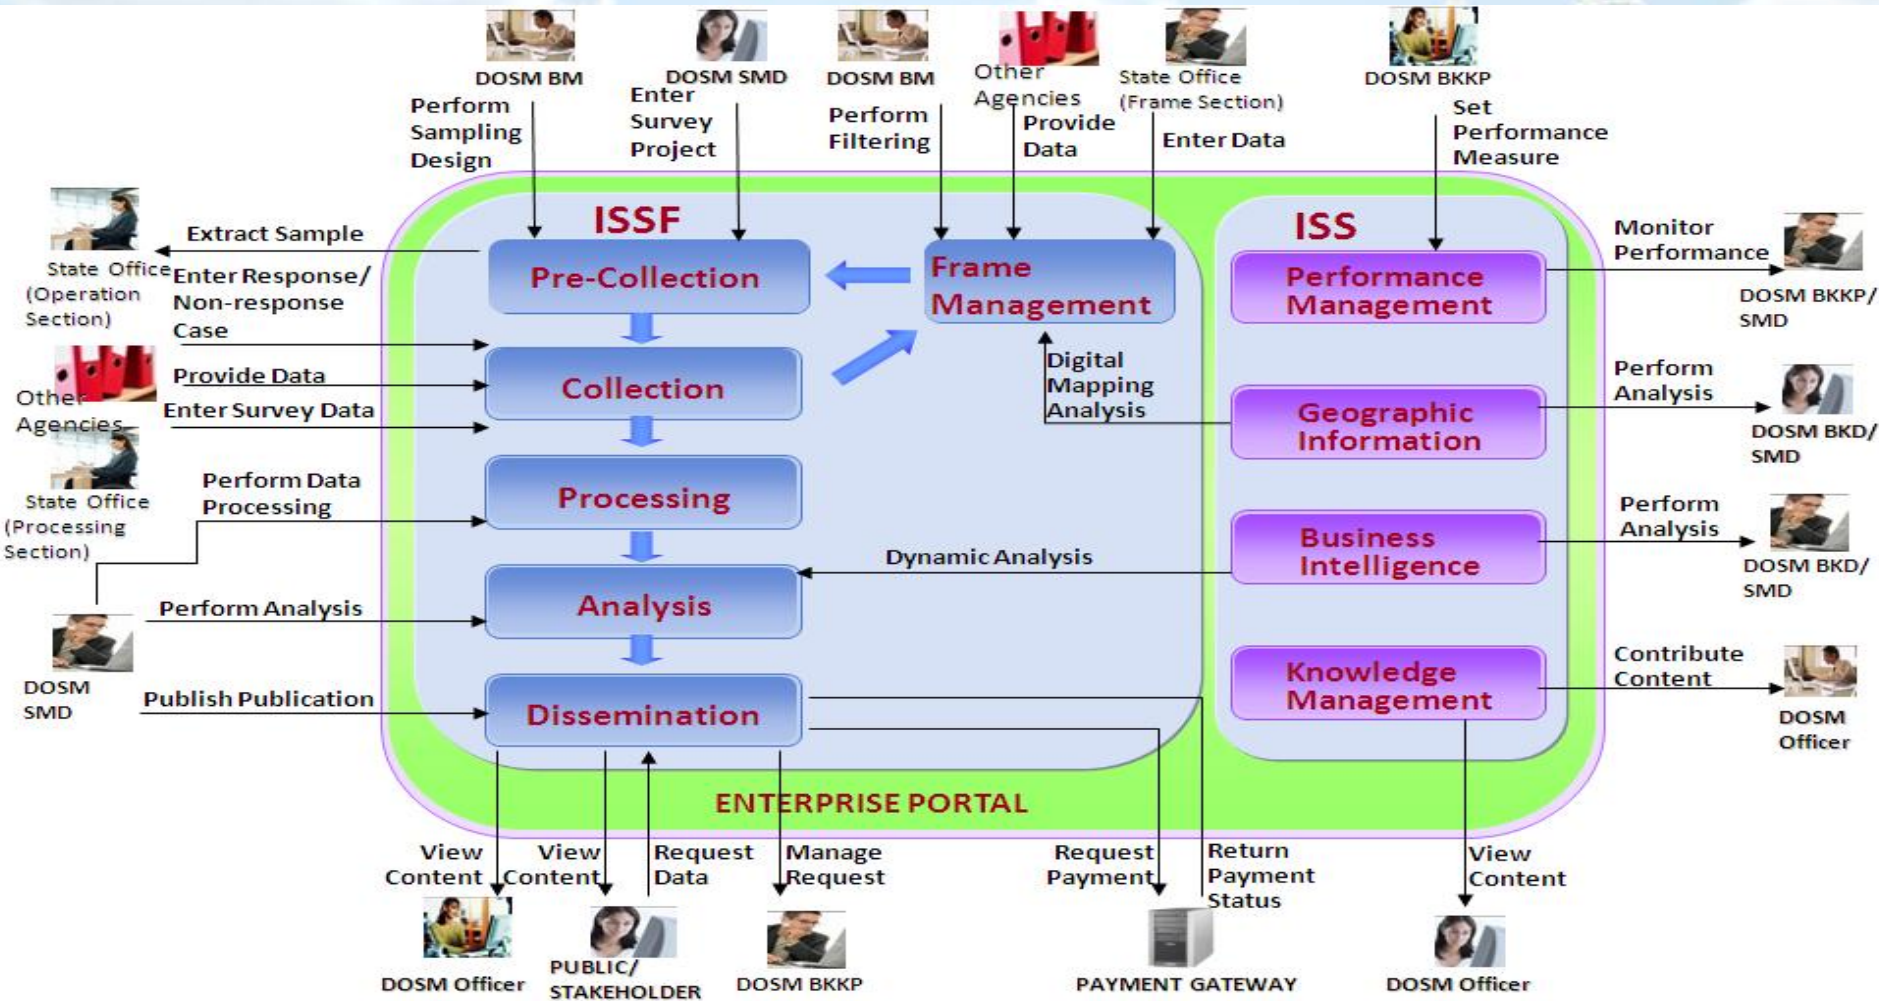 DOSM BM
DOSM SMD
DOSM BM
Other
Agencies
State Office
(Frame Section)
DOSM BKKP
Perform
Sampling
Design
Enter
Survey
Project
Perform
Filtering
Provide
Data
Enter Data
Set
Performance
Measure
ISSF
ISS
Extract Sample
State Office
(Operation
Section)
Enter Response/
Non-response
Case
Pre-Collection
Frame
Management
Performance
Management
Monitor
Performance
DOSM BKKP/
SMD
Provide Data
Other
Agencies
Enter Survey Data
Collection
Digital
Mapping
Analysis
Geographic
Information
Perform
Analysis
DOSM BKD/
SMD
State Office
(Processing
Section)
Perform Data
Processing
Processing
Dynamic Analysis
Business
Intelligence
Perform
Analysis
DOSM BKD/
SMD
Perform Analysis
Analysis
DOSM
SMD
Publish Publication
Dissemination
Knowledge
Management
Contribute
Content
DOSM
Officer
ENTERPRISE PORTAL
View
Content
View
Content
Request
Data
Manage
Request
Request
Payment
Return
Payment
Status
View
Content
DOSM Officer
PUBLIC/
STAKEHOLDER
DOSM BKKP
PAYMENT GATEWAY
DOSM Officer